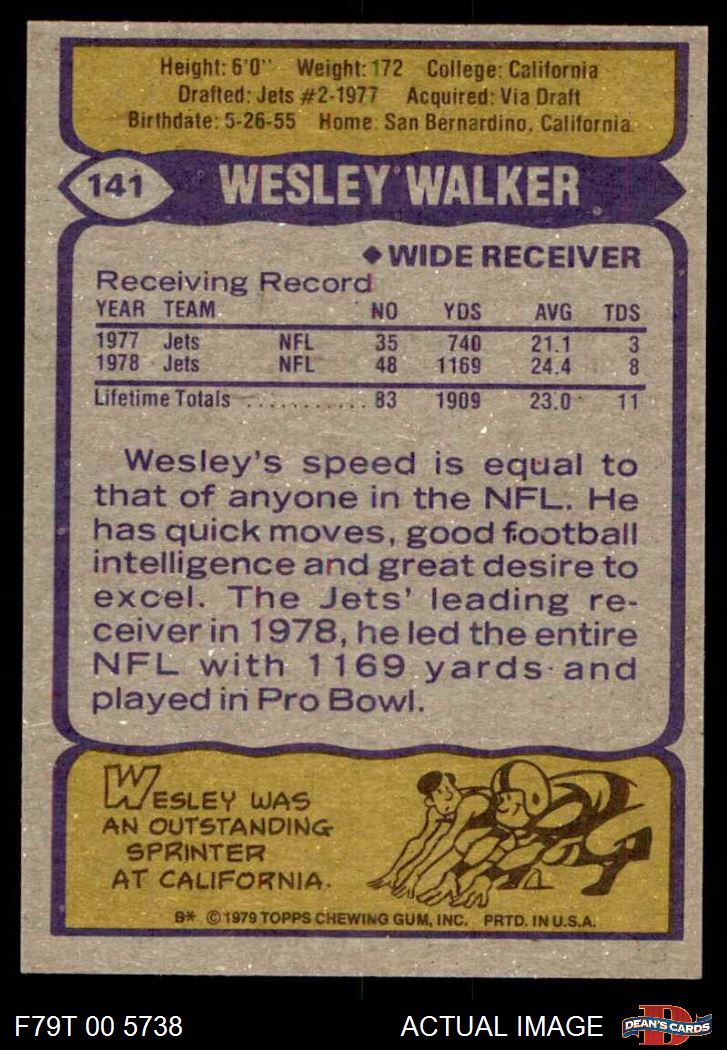 Height: 6'0" Weight: 172 College: California
Drafted: Jets #2-1977 Acquired: Via Draft
Birthdate: 5-26-55 Home: San Bernardino, California
141 WESLEY WALKER
◆ WIDE RECEIVER
Receiving Record
YEAR TEAM NO YDS AVG TDS
1977 Jets NFL 35 740 21.1 3
1978 Jets NFL 48 1169 24.4 8
Lifetime Totals ........... 83 1909 23.0 11
Wesley's speed is equal to
that of anyone in the NFL. He
has quick moves, good football
intelligence and great desire to
excel. The Jets' leading re-
ceiver in 1978, he led the entire
NFL with 1169 yards and
played in Pro Bowl.
WESLEY WAS
AN OUTSTANDING
SPRINTER
AT CALIFORNIA.
B* © 1979 TOPPS CHEWING GUM, INC. PRTD. IN U.S.A.
F79T 00 5738 ACTUAL IMAGE D DEAN'S CARDS